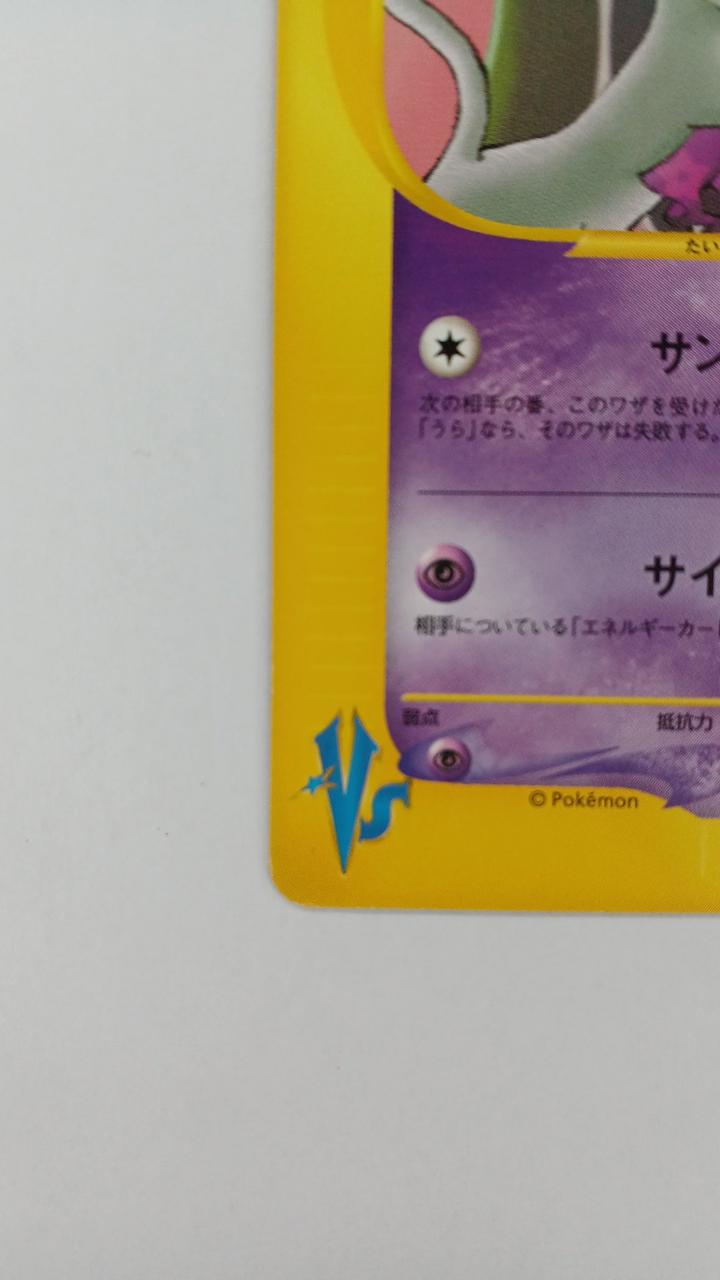 たい
サン
次の相手の番、このワザを受けた
「うら」なら、そのワザは失敗する。
サイ
相手についている「エネルギーカード
弱点 抵抗力
VS
© Pokémon